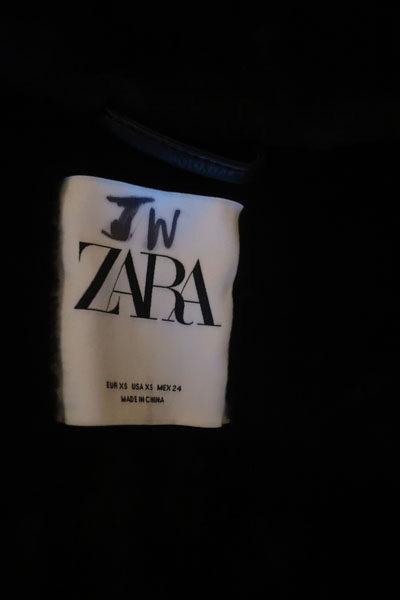 JW
ZARA
EUR XS USA XS MEX 24
MADE IN CHINA